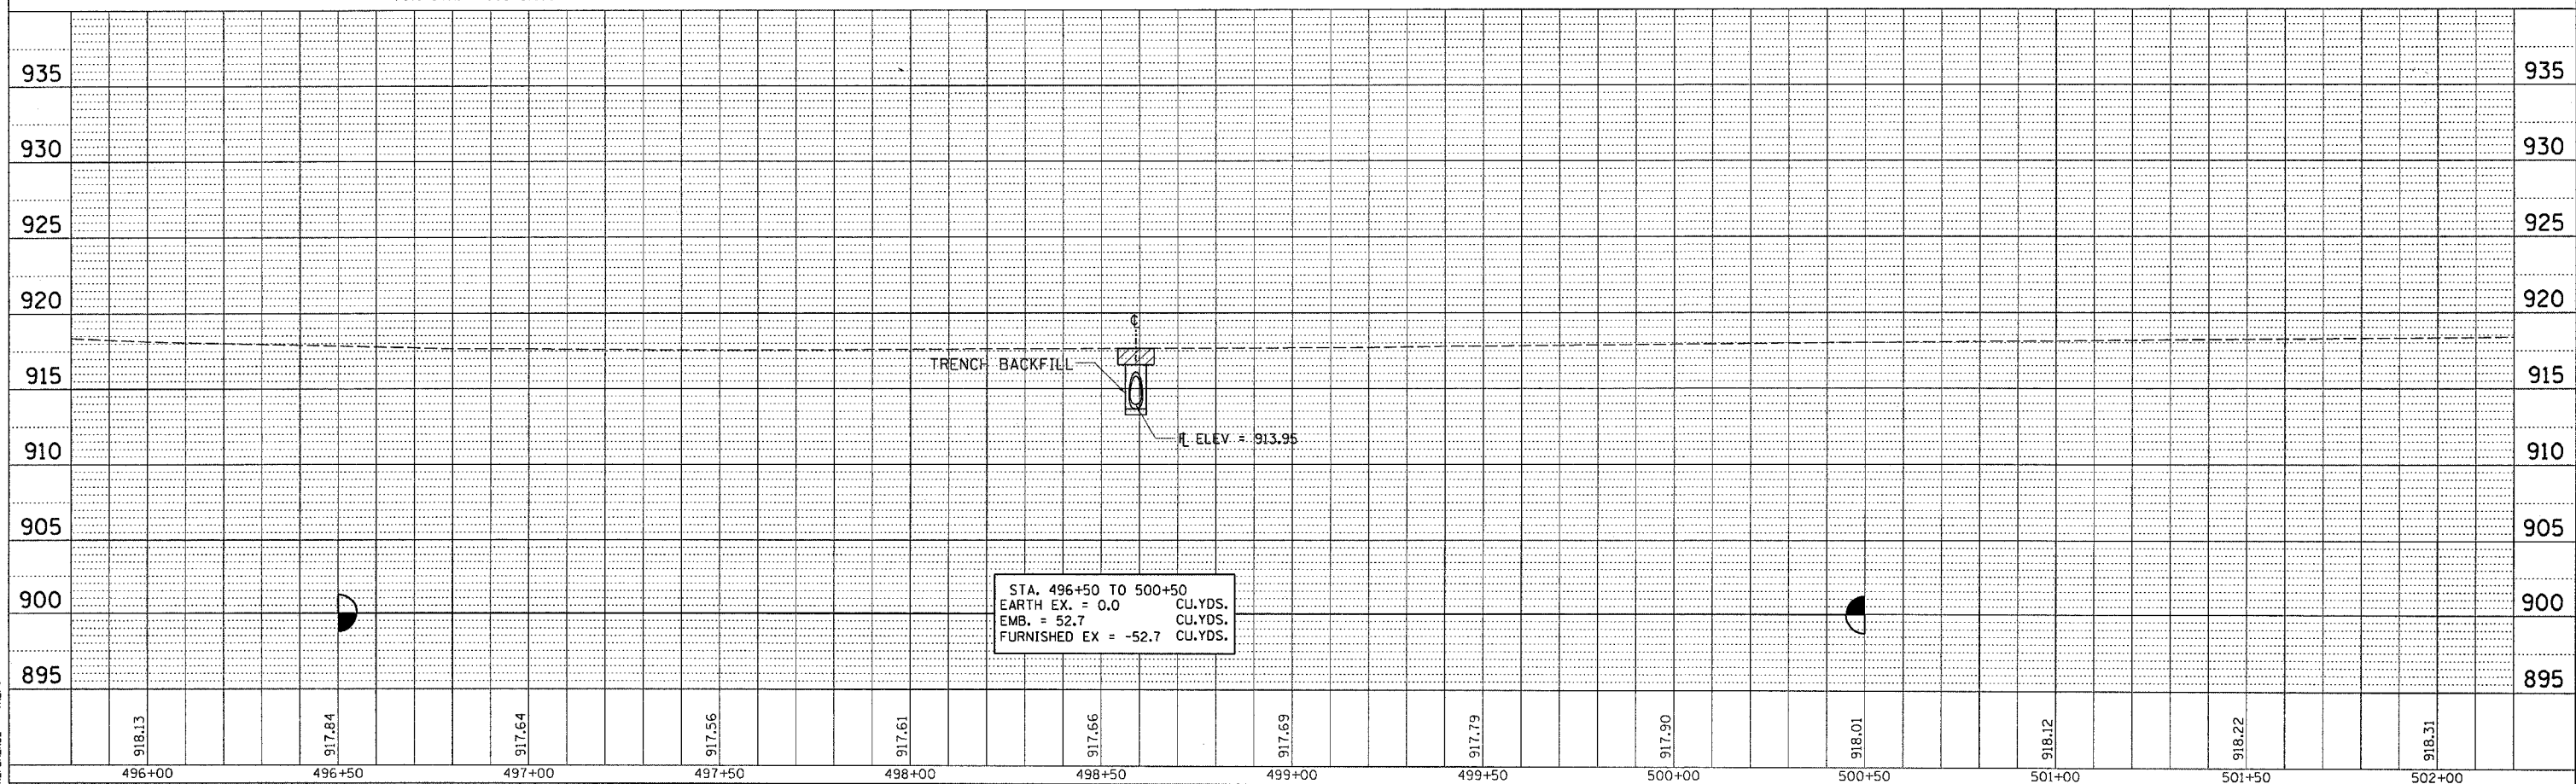 935 935
930 930
925 925
920 920
℄
TRENCH BACKFILL
915 915
FL ELEV = 913.95
910 910
905 905
STA. 496+50 TO 500+50
EARTH EX. = 0.0 CU.YDS.
EMB. = 52.7 CU.YDS.
FURNISHED EX = -52.7 CU.YDS.
900 900
895 895
918.13 917.84 917.64 917.56 917.61 917.66 917.69 917.79 917.90 918.01 918.12 918.22 918.31
496+00 496+50 497+00 497+50 498+00 498+50 499+00 499+50 500+00 500+50 501+00 501+50 502+00